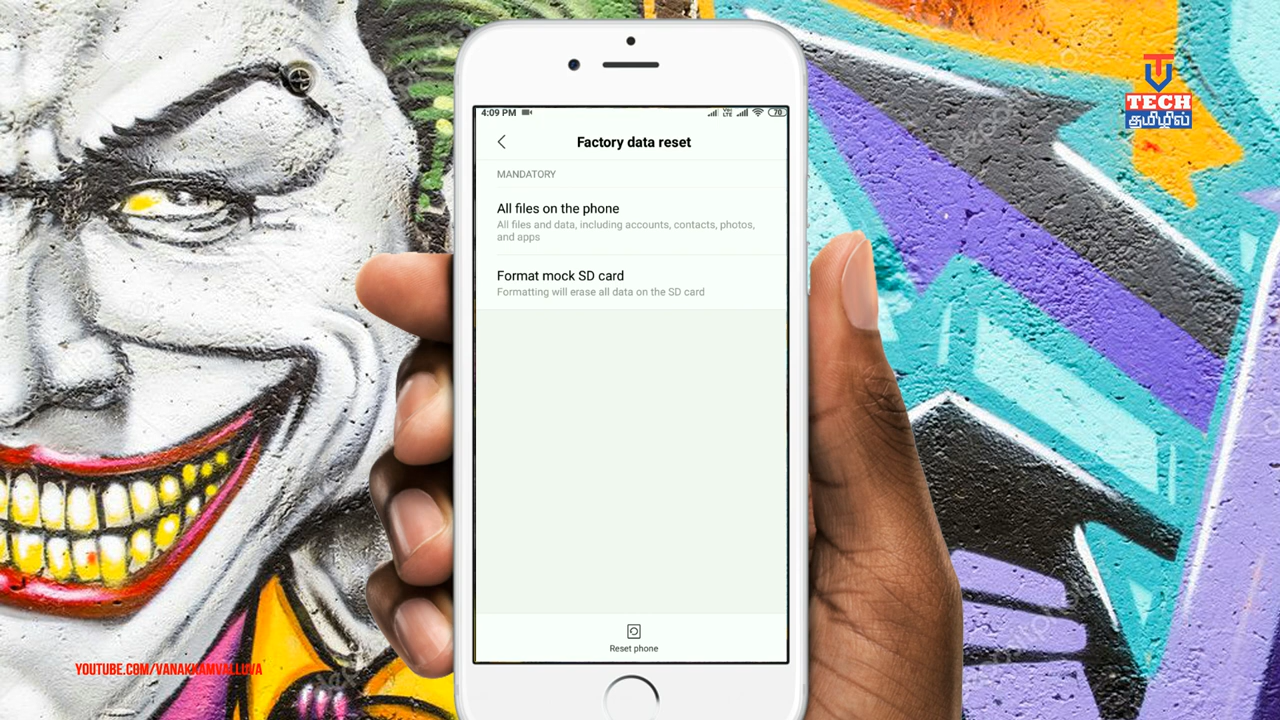 4:09 PM
VoLTE
70
Factory data reset
MANDATORY
All files on the phone
All files and data, including accounts, contacts, photos,
and apps
Format mock SD card
Formatting will erase all data on the SD card
Reset phone
TECH
தமிழில்
YOUTUBE.COM/VANAKKAMVALLUVA